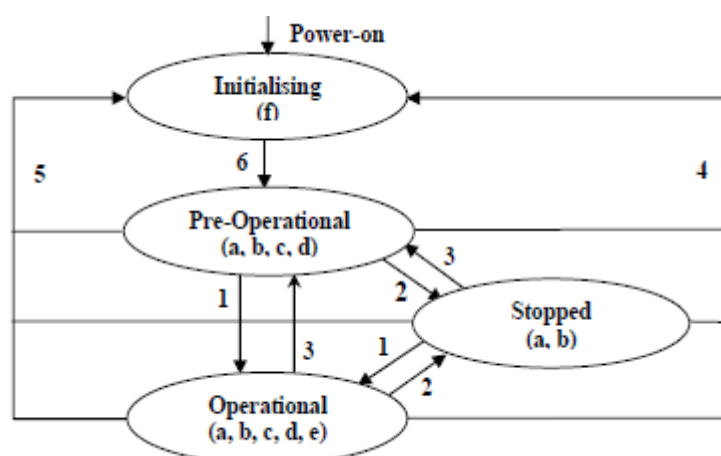 Power-on
Initialising
(f)
5
6
4
Pre-Operational
(a, b, c, d)
3
2
1
3
Stopped
(a, b)
1
2
Operational
(a, b, c, d, e)